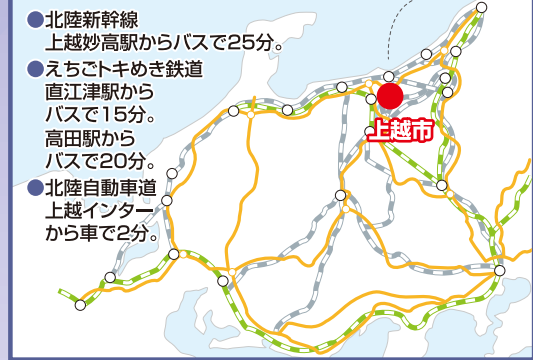 ●北陸新幹線
上越妙高駅からバスで25分。
●えちごトキめき鉄道
直江津駅から
バスで15分。
高田駅から
バスで20分。
●北陸自動車道
上越インター
から車で2分。
上越市